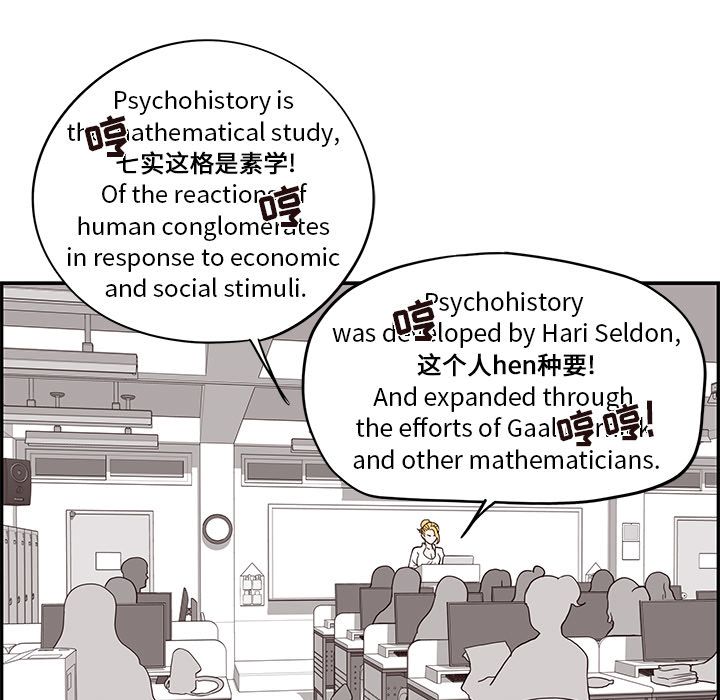 Psychohistory is
the mathematical study,
七实这格是素学!
Of the reactions of
human conglomerates
in response to economic
and social stimuli.
哼
哼
Psychohistory
was developed by Hari Seldon,
这个人hen种要!
And expanded through
the efforts of Gaal
and other mathematicians.
哼
哼 哼!